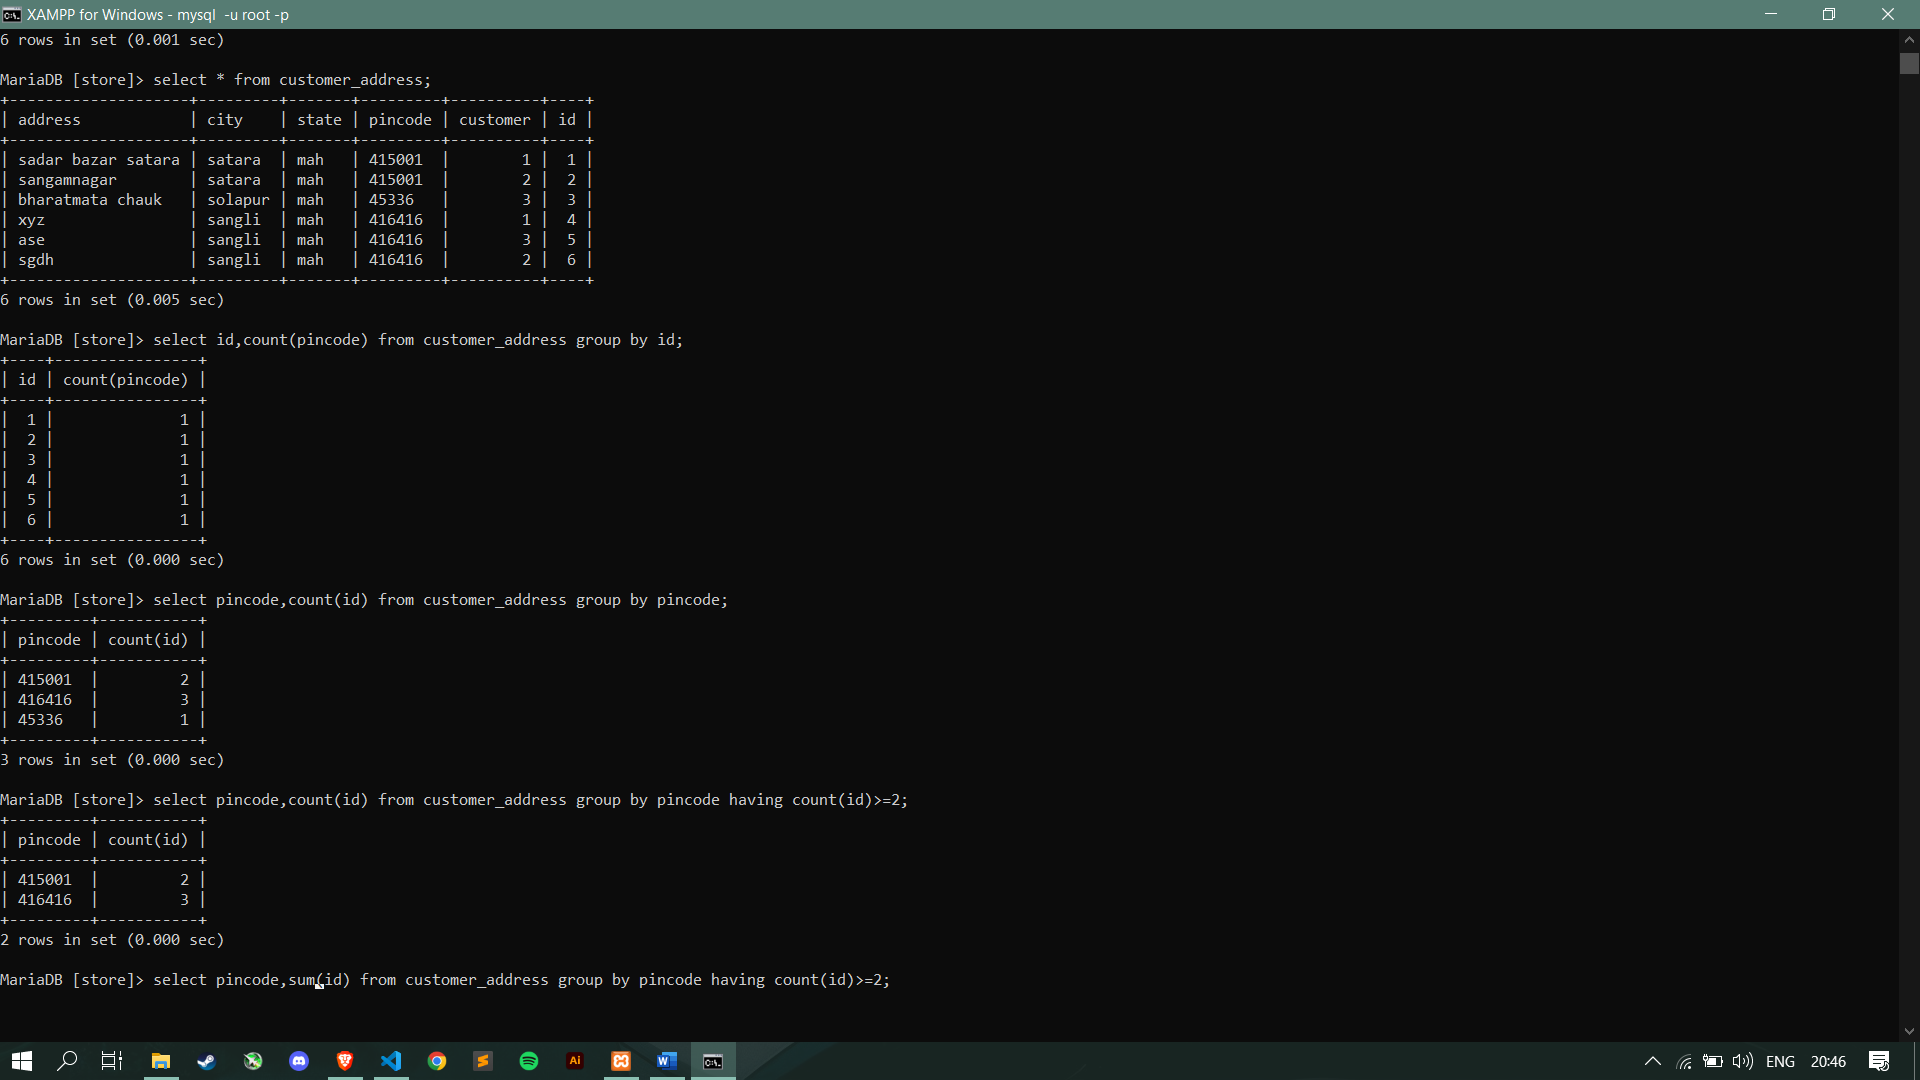 XAMPP for Windows - mysql  -u root -p
6 rows in set (0.001 sec)
MariaDB [store]> select * from customer_address;
+--------------------+---------+-------+---------+----------+----+
| address            | city    | state | pincode | customer | id |
+--------------------+---------+-------+---------+----------+----+
| sadar bazar satara | satara  | mah   | 415001  |        1 |  1 |
| sangamnagar        | satara  | mah   | 415001  |        2 |  2 |
| bharatmata chauk   | solapur | mah   | 45336   |        3 |  3 |
| xyz                | sangli  | mah   | 416416  |        1 |  4 |
| ase                | sangli  | mah   | 416416  |        3 |  5 |
| sgdh               | sangli  | mah   | 416416  |        2 |  6 |
+--------------------+---------+-------+---------+----------+----+
6 rows in set (0.005 sec)
MariaDB [store]> select id,count(pincode) from customer_address group by id;
+----+----------------+
| id | count(pincode) |
+----+----------------+
|  1 |              1 |
|  2 |              1 |
|  3 |              1 |
|  4 |              1 |
|  5 |              1 |
|  6 |              1 |
+----+----------------+
6 rows in set (0.000 sec)
MariaDB [store]> select pincode,count(id) from customer_address group by pincode;
+---------+-----------+
| pincode | count(id) |
+---------+-----------+
| 415001  |         2 |
| 416416  |         3 |
| 45336   |         1 |
+---------+-----------+
3 rows in set (0.000 sec)
MariaDB [store]> select pincode,count(id) from customer_address group by pincode having count(id)>=2;
+---------+-----------+
| pincode | count(id) |
+---------+-----------+
| 415001  |         2 |
| 416416  |         3 |
+---------+-----------+
2 rows in set (0.000 sec)
MariaDB [store]> select pincode,sum(id) from customer_address group by pincode having count(id)>=2;
Ai
W
ENG
20:46